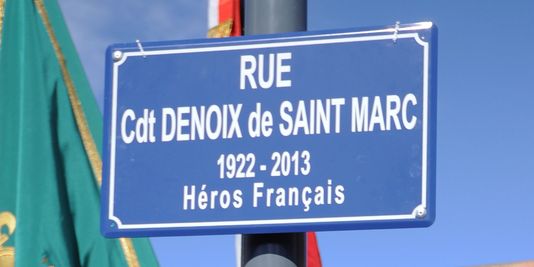 RUE
Cdt DENOIX de SAINT MARC
1922 - 2013
Héros Français